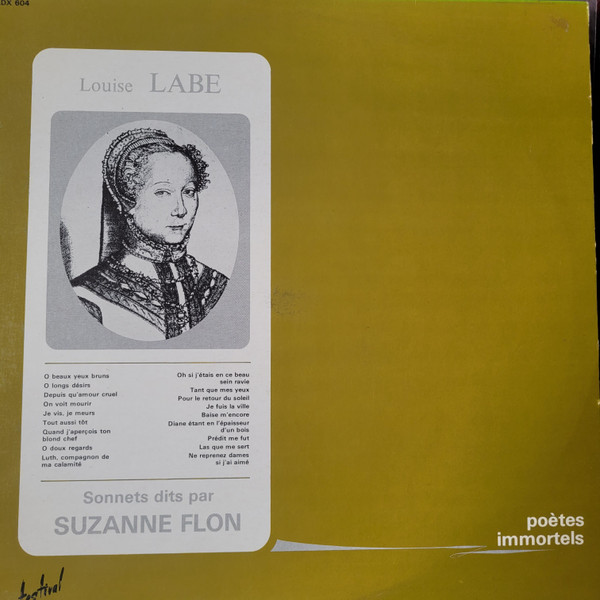 DX 604
Louise LABE
O beaux yeux bruns
O longs désirs
Depuis qu'amour cruel
On voit mourir
Je vis, je meurs
Tout aussi tôt
Quand j'aperçois ton
blond chef
O doux regards
Luth, compagnon de
ma calamité
Oh si j'étais en ce beau
sein ravie
Tant que mes yeux
Pour le retour du soleil
Je fuis la ville
Baise m'encore
Diane étant en l'épaisseur
d'un bois
Prédit me fut
Las que me sert
Ne reprenez dames
si j'ai aimé
Sonnets dits par
SUZANNE FLON
poètes
immortels
festival